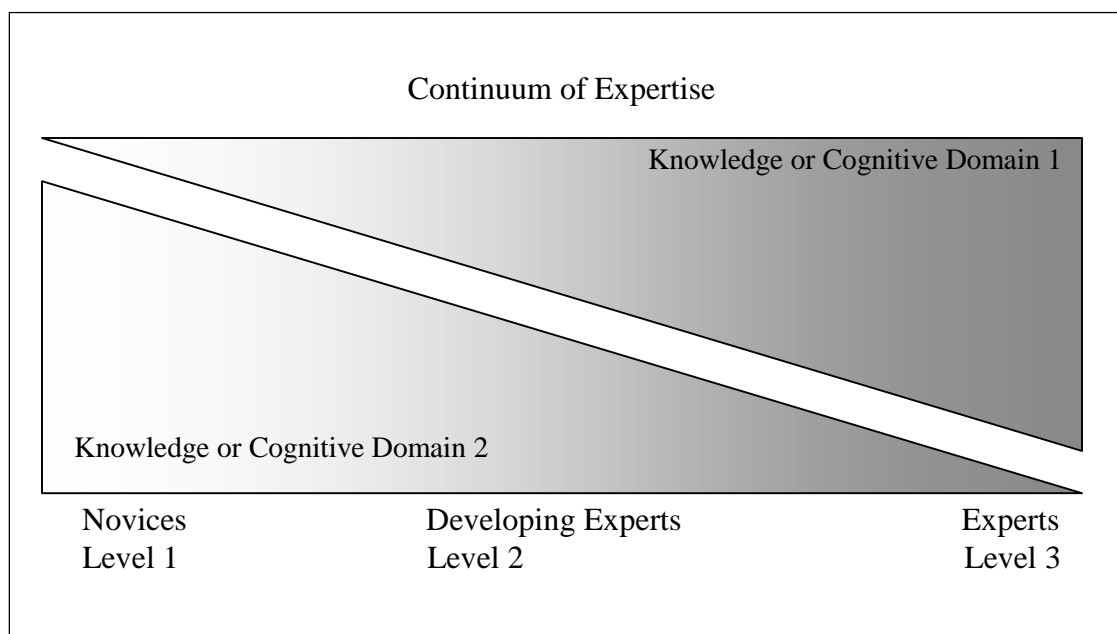 Continuum of Expertise
Knowledge or Cognitive Domain 1
Knowledge or Cognitive Domain 2
Novices
Level 1
Developing Experts
Level 2
Experts
Level 3